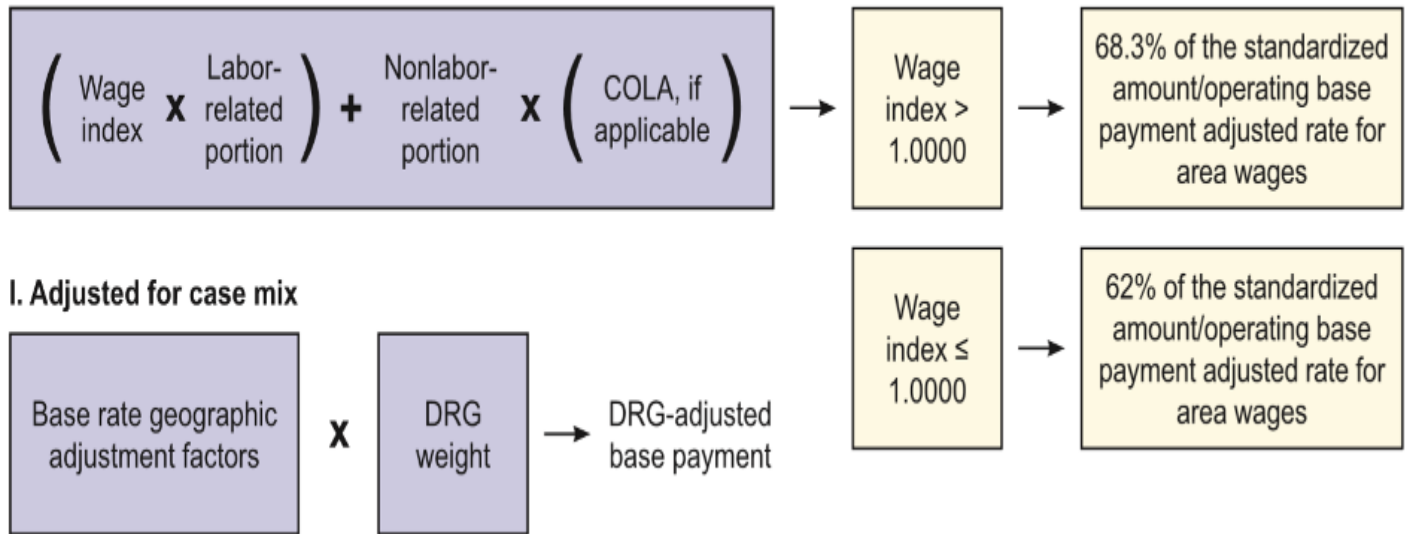 ( Wage index x Labor-related portion ) + Nonlabor-related portion x ( COLA, if applicable )
Wage
index >
1.0000
68.3% of the standardized
amount/operating base
payment adjusted rate for
area wages
Wage
index ≤
1.0000
62% of the standardized
amount/operating base
payment adjusted rate for
area wages
I. Adjusted for case mix
Base rate geographic
adjustment factors
x
DRG
weight
DRG-adjusted
base payment